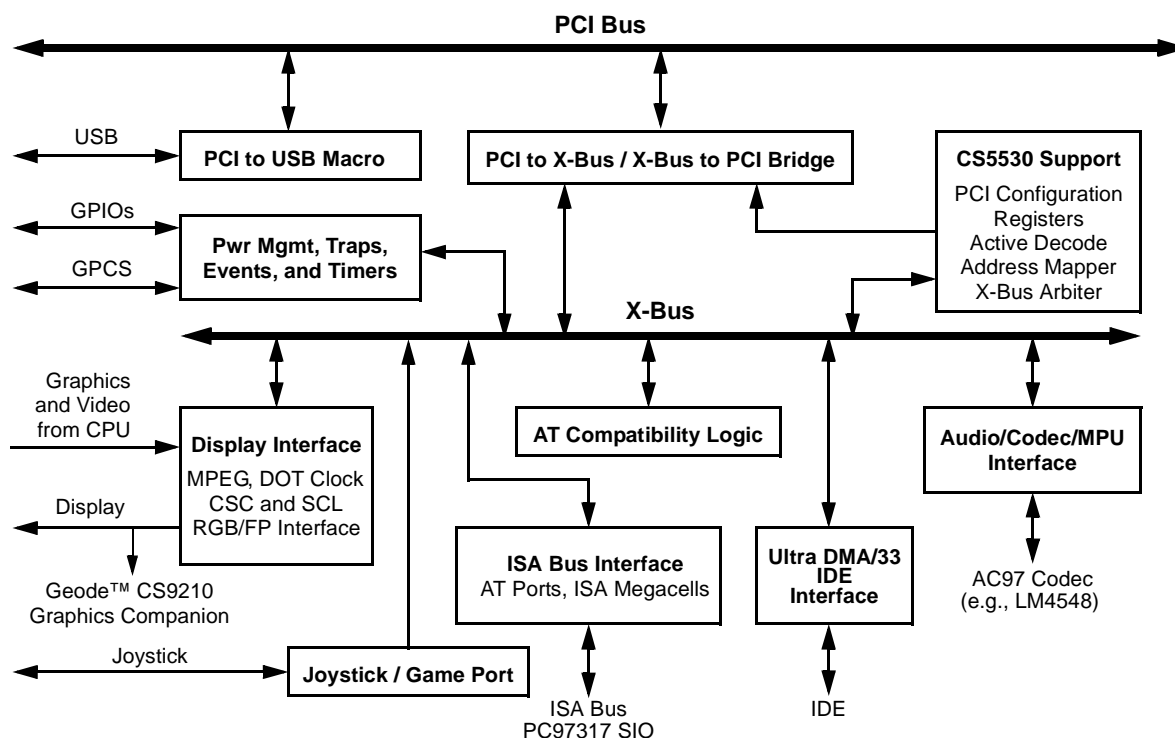 PCI Bus
USB
PCI to USB Macro
PCI to X-Bus / X-Bus to PCI Bridge
CS5530 Support
PCI Configuration
Registers
Active Decode
Address Mapper
X-Bus Arbiter
GPIOs
GPCS
Pwr Mgmt, Traps,
Events, and Timers
X-Bus
Graphics
and Video
from CPU
Display Interface
MPEG, DOT Clock
CSC and SCL
RGB/FP Interface
AT Compatibility Logic
Audio/Codec/MPU
Interface
Display
Geode™ CS9210
Graphics Companion
ISA Bus Interface
AT Ports, ISA Megacells
Ultra DMA/33
IDE
Interface
AC97 Codec
(e.g., LM4548)
Joystick
Joystick / Game Port
ISA Bus
PC97317 SIO
IDE